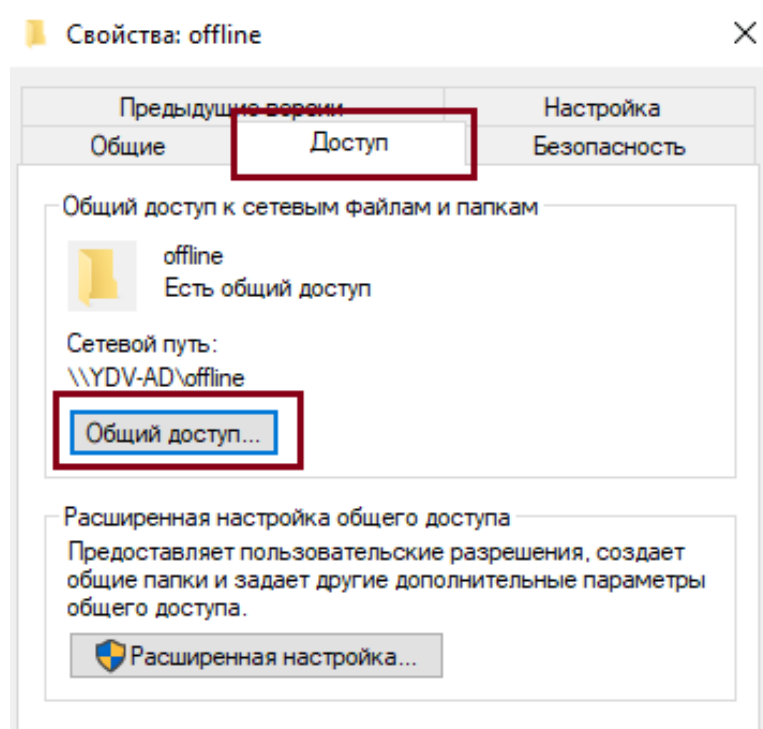 Свойства: offline
Предыдущие версии
Настройка
Общие
Доступ
Безопасность
Общий доступ к сетевым файлам и папкам
offline
Есть общий доступ
Сетевой путь:
\\YDV-AD\offline
Общий доступ...
Расширенная настройка общего доступа
Предоставляет пользовательские разрешения, создает
общие папки и задает другие дополнительные параметры
общего доступа.
Расширенная настройка...